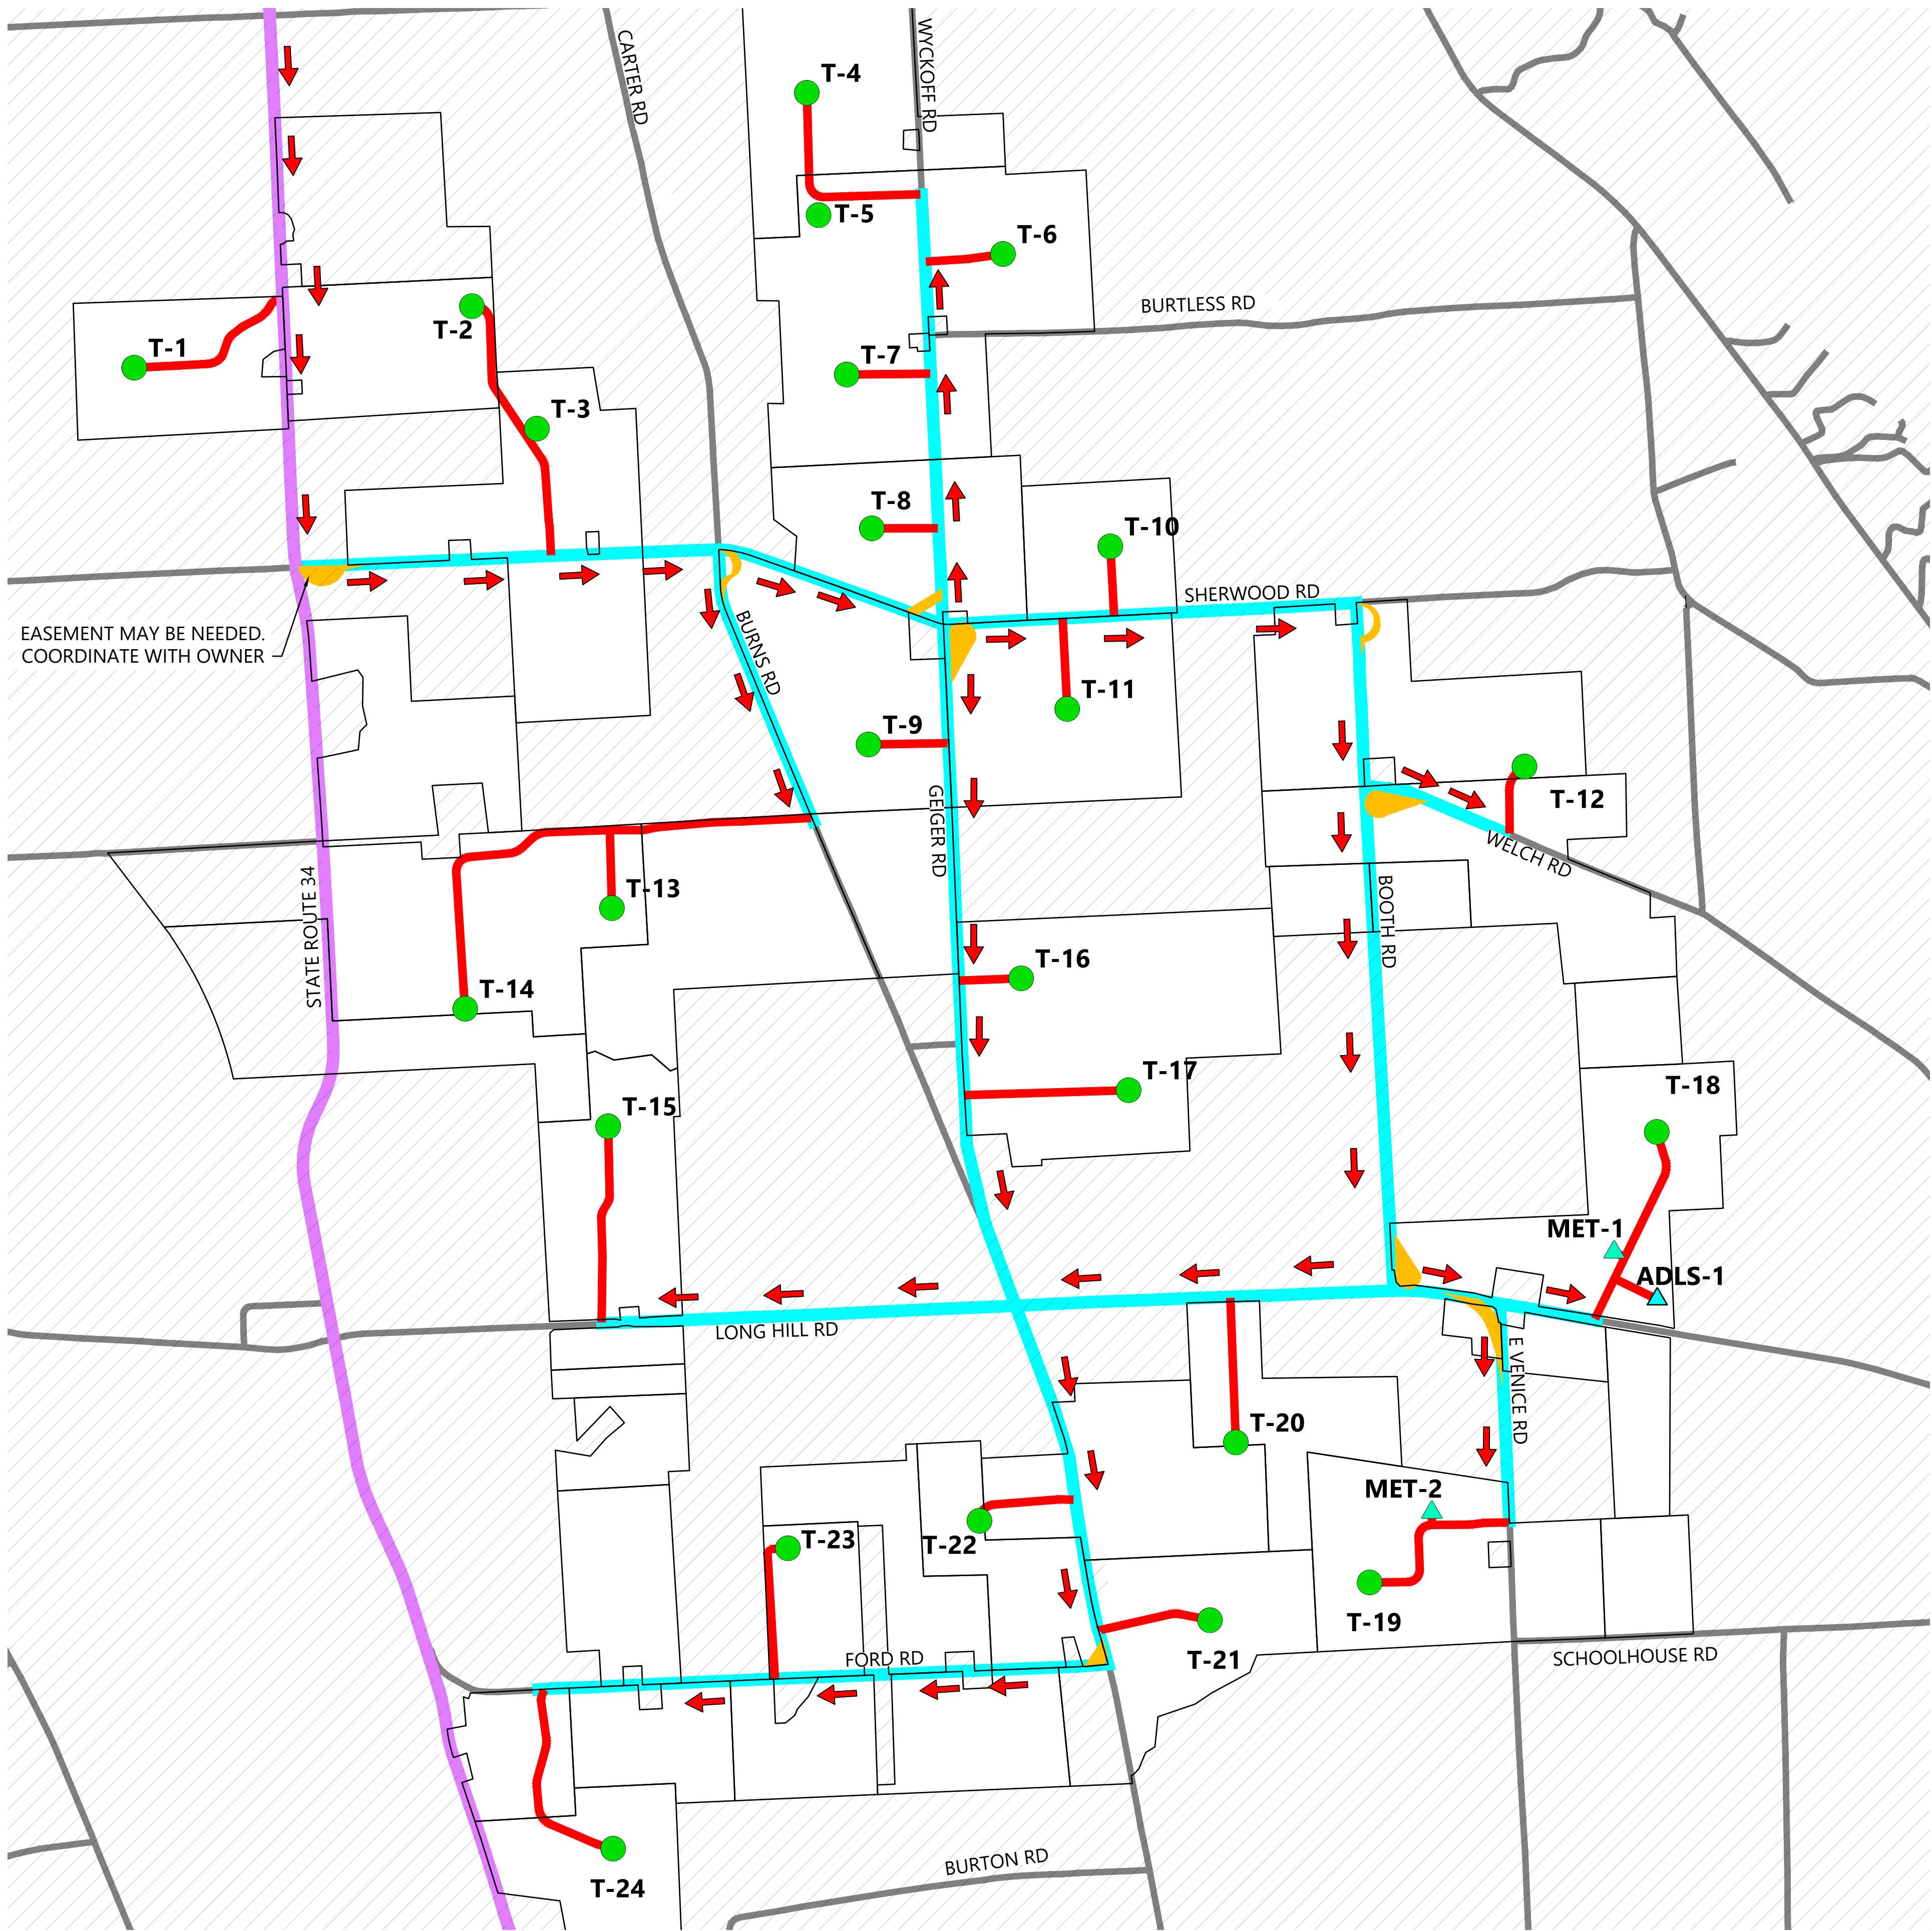 CARTER RD
WYCKOFF RD
T-4
T-5
T-6
BURTLESS RD
T-1
T-2
T-7
T-3
T-8
T-10
SHERWOOD RD
EASEMENT MAY BE NEEDED.
COORDINATE WITH OWNER
BURNS RD
T-11
T-9
T-12
GEIGER RD
WELCH RD
STATE ROUTE 34
T-13
BOOTH RD
T-16
T-14
T-17
T-18
T-15
MET-1
ADLS-1
LONG HILL RD
E VENICE RD
T-20
MET-2
T-23
T-22
T-19
FORD RD
T-21
SCHOOLHOUSE RD
BURTON RD
T-24